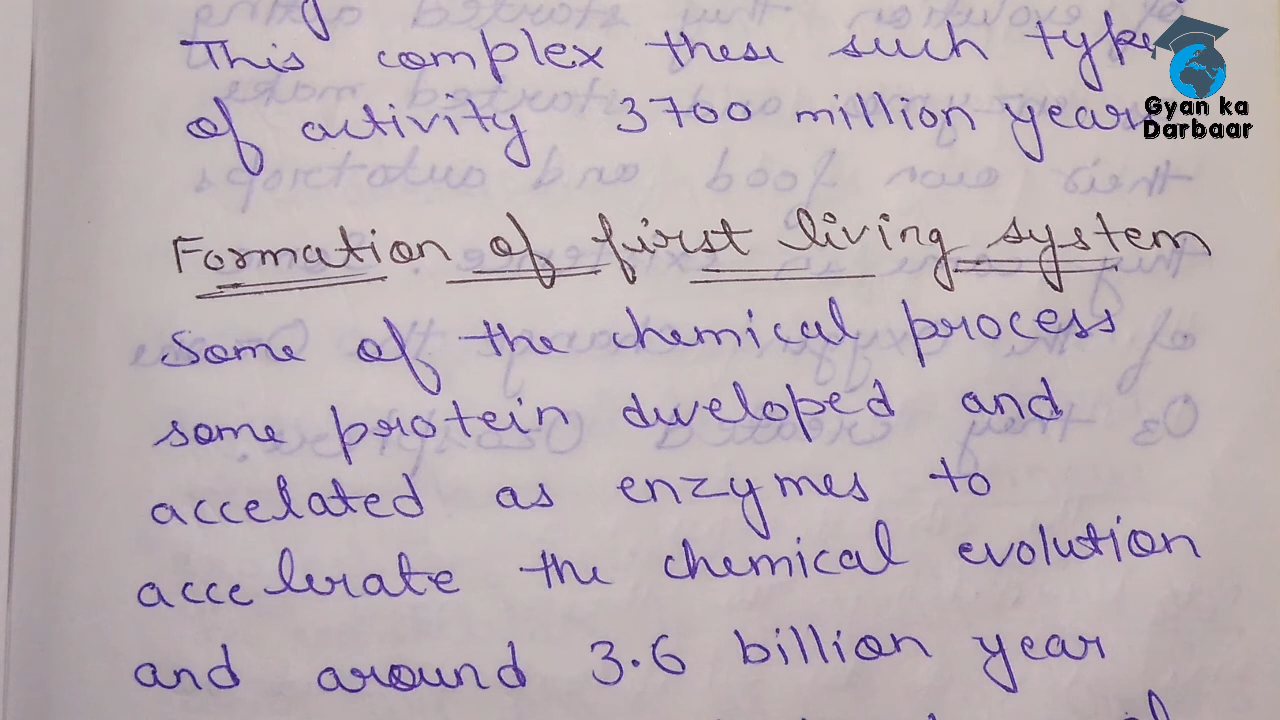 This complex these such type
of activity 3700 million years
Gyan ka
Darbaar
Formation of first living system
Some of the chemical process
some protein dweloped and
accelated as enzymes to
accelerate the chemical evolution
and around 3.6 billion year